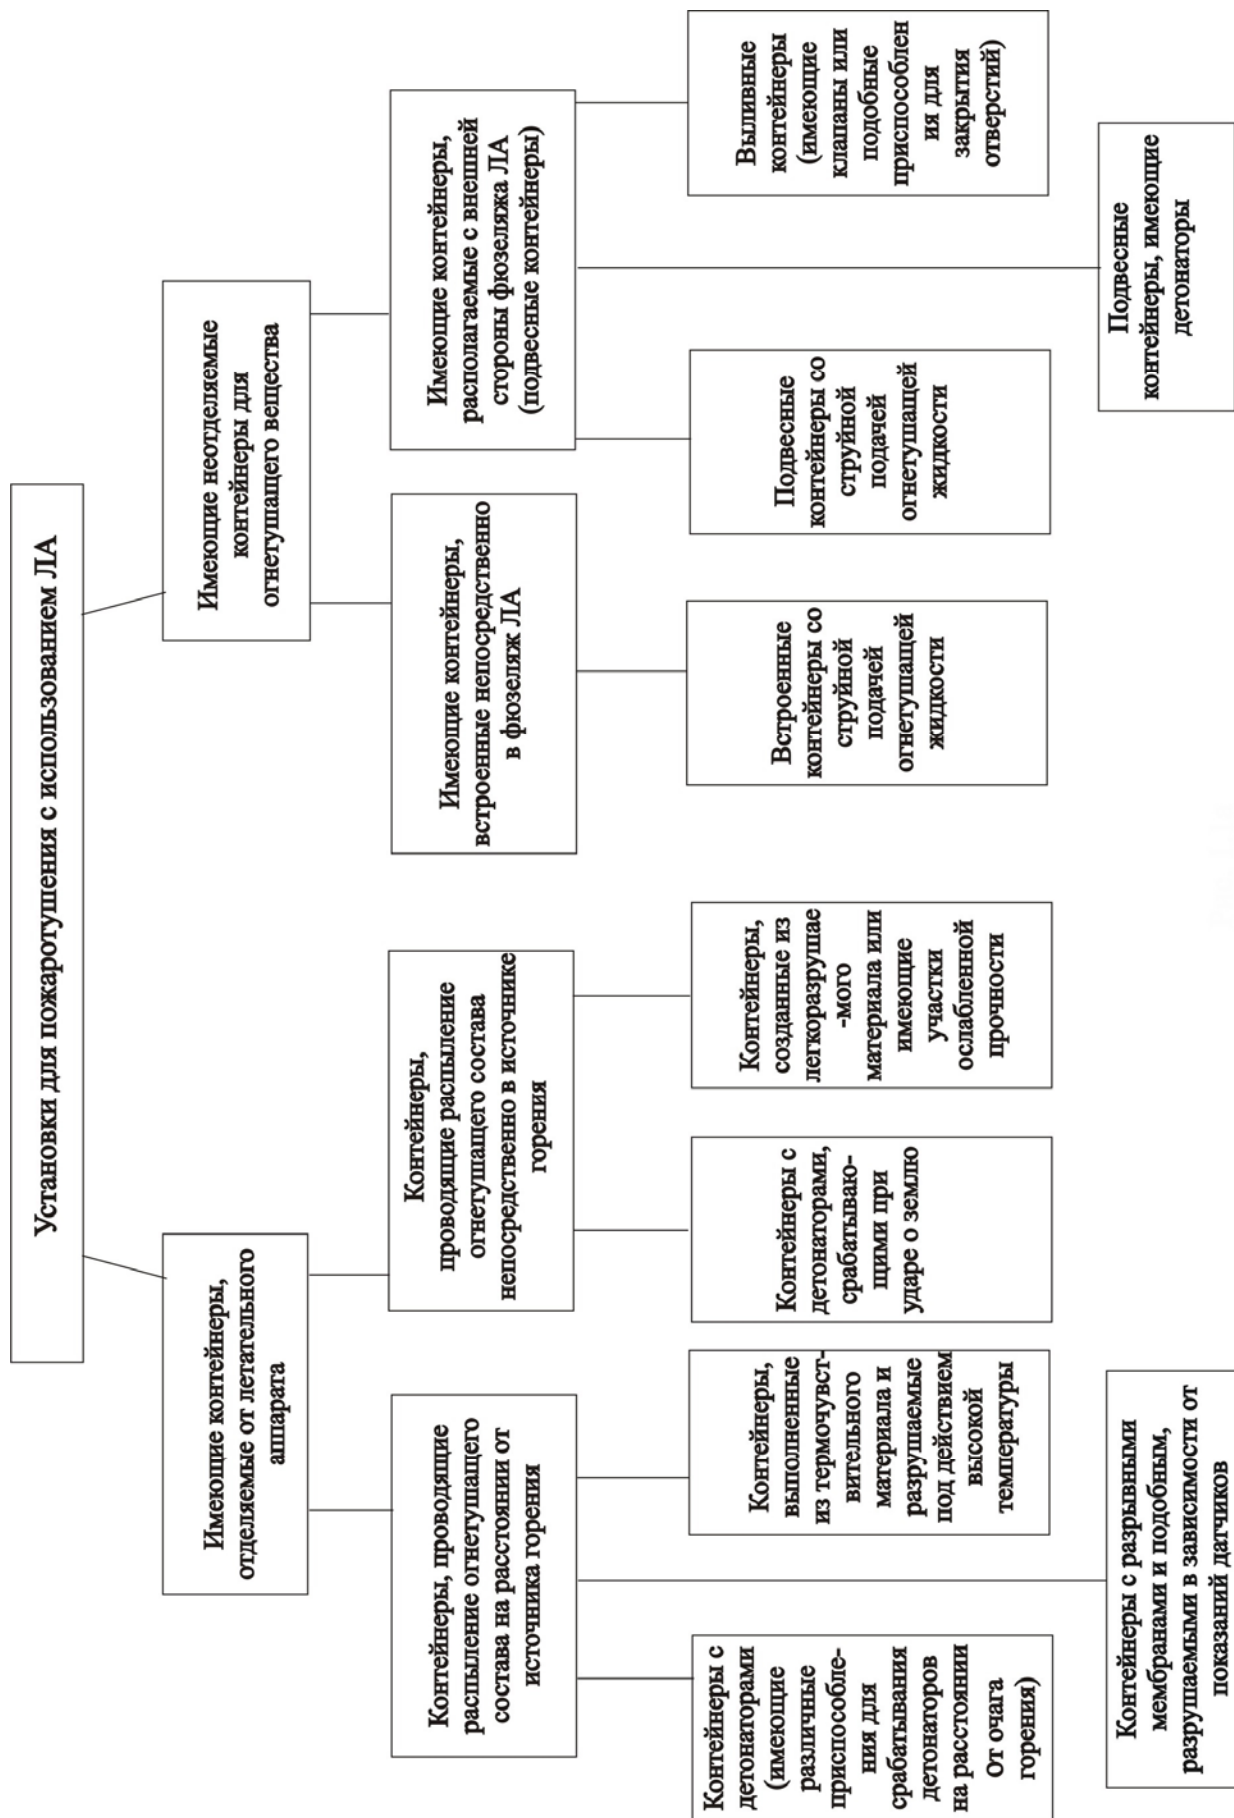 Установки для пожаротушения с использованием ЛА
Имеющие контейнеры,
отделяемые от летательного
аппарата
Имеющие неотделяемые
контейнеры для
огнетушащего вещества
Контейнеры, проводящие
распыление огнетушащего
состава на расстоянии от
источника горения
Контейнеры,
проводящие распыление
огнетушащего состава
непосредственно в источнике
горения
Имеющие контейнеры,
встроенные непосредственно
в фюзеляж ЛА
Имеющие контейнеры,
располагаемые с внешней
стороны фюзеляжа ЛА
(подвесные контейнеры)
Контейнеры с
детонаторами
(имеющие
различные
приспособле-
ния для
срабатывания
детонаторов
на расстоянии
от очага
горения)
Контейнеры,
выполненные
из термочувст-
вительного
материала и
разрушаемые
под действием
высокой
температуры
Контейнеры с
детонаторами,
срабатываю-
щими при
ударе о землю
Контейнеры,
созданные из
легкоразрушае
-мого
материала или
имеющие
участки
ослабленной
прочности
Встроенные
контейнеры со
струйной
подачей
огнетушащей
жидкости
Подвесные
контейнеры со
струйной
подачей
огнетушащей
жидкости
Выливные
контейнеры
(имеющие
клапаны или
подобные
приспособлен
ия для
закрытия
отверстий)
Контейнеры с разрывными
мембранами и подобным,
разрушаемыми в зависимости от
показаний датчиков
Подвесные
контейнеры, имеющие
детонаторы